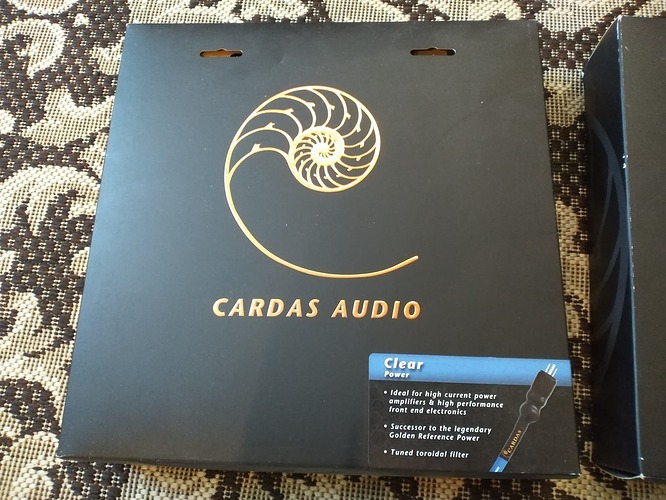 CARDAS AUDIO
Clear
Power
• Ideal for high current power
amplifiers & high performance
front end electronics
• Successor to the legendary
Golden Reference Power
• Tuned toroidal filter
CARDAS